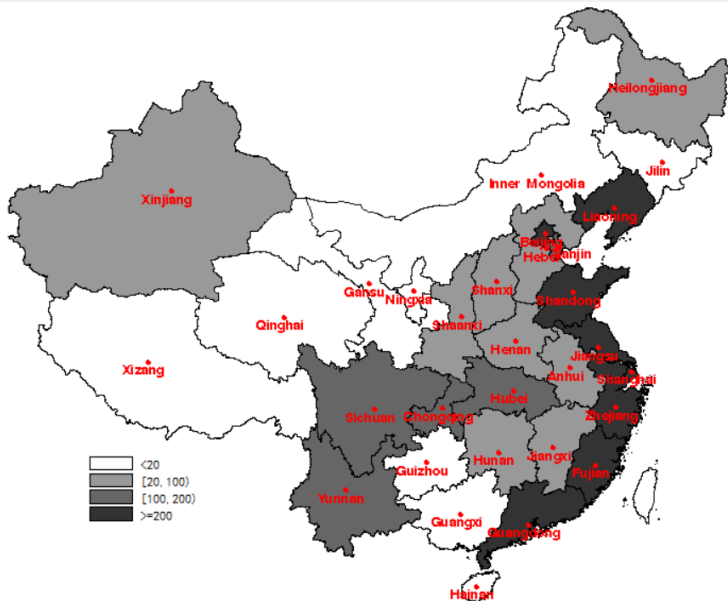 Heilongjiang
Jilin
Inner Mongolia
Xinjiang
Liaoning
Beijing
Hebei
Tianjin
Gansu
Ningxia
Shanxi
Shandong
Qinghai
Shaanxi
Henan
Jiangsu
Xizang
Anhui
Shanghai
Hubei
Sichuan
Chongqing
Zhejiang
Hunan
Jiangxi
Guizhou
Fujian
<20
[20, 100)
[100, 200)
>=200
Yunnan
Guangxi
Guangdong
Hainan